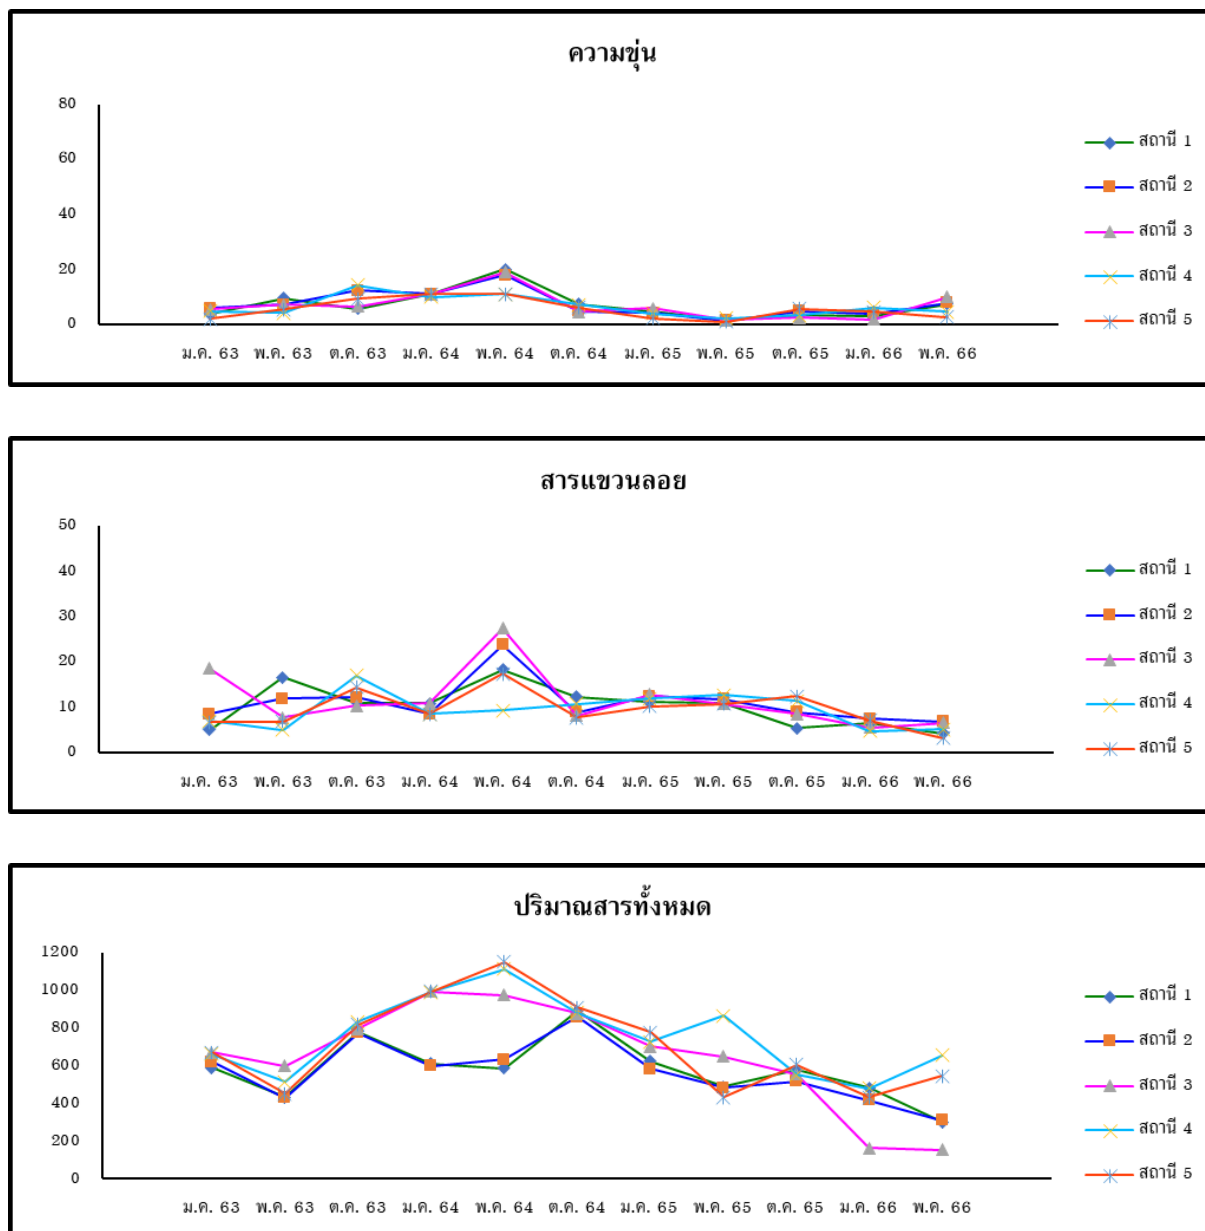 ความขุ่น
80
60
40
20
0
ม.ค. 63 พ.ค. 63 ต.ค. 63 ม.ค. 64 พ.ค. 64 ต.ค. 64 ม.ค. 65 พ.ค. 65 ต.ค. 65 ม.ค. 66 พ.ค. 66
สถานี 1
สถานี 2
สถานี 3
สถานี 4
สถานี 5
สารแขวนลอย
50
40
30
20
10
0
ม.ค. 63 พ.ค. 63 ต.ค. 63 ม.ค. 64 พ.ค. 64 ต.ค. 64 ม.ค. 65 พ.ค. 65 ต.ค. 65 ม.ค. 66 พ.ค. 66
สถานี 1
สถานี 2
สถานี 3
สถานี 4
สถานี 5
ปริมาณสารทั้งหมด
1200
1000
800
600
400
200
0
ม.ค. 63 พ.ค. 63 ต.ค. 63 ม.ค. 64 พ.ค. 64 ต.ค. 64 ม.ค. 65 พ.ค. 65 ต.ค. 65 ม.ค. 66 พ.ค. 66
สถานี 1
สถานี 2
สถานี 3
สถานี 4
สถานี 5